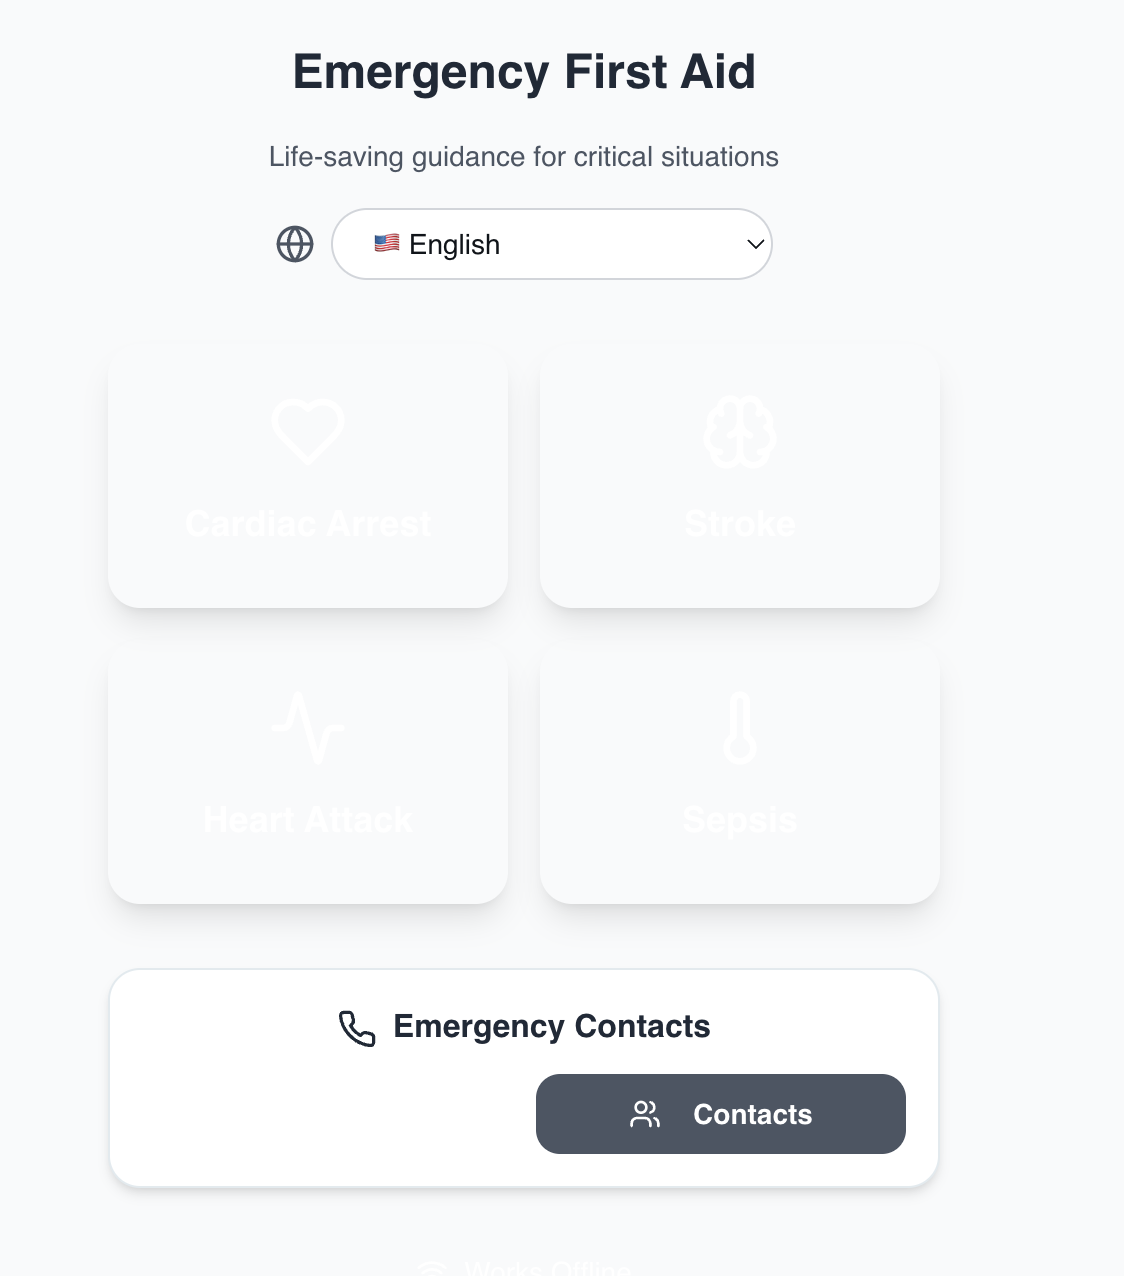 Emergency First Aid
Life-saving guidance for critical situations
English
Cardiac Arrest
Stroke
Heart Attack
Sepsis
Emergency Contacts
Contacts
Works Offline